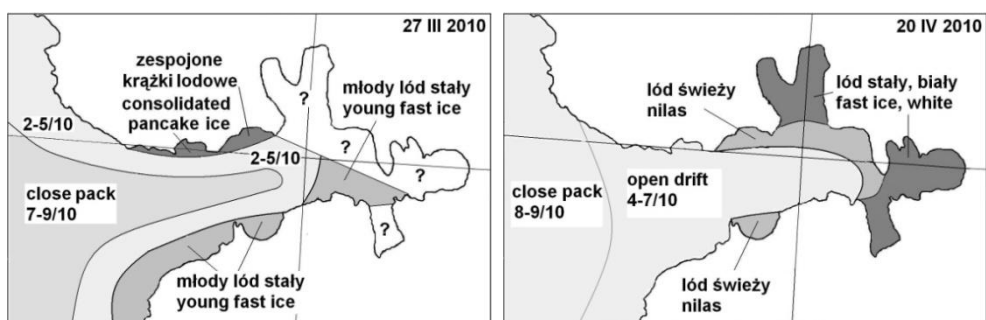 27 III 2010
zespojone
krążki lodowe
consolidated
pancake ice
młody lód stały
young fast ice
?
2-5/10
2-5/10
?
?
close pack
7-9/10
?
młody lód stały
young fast ice
20 IV 2010
lód świeży
nilas
lód stały, biały
fast ice, white
close pack
8-9/10
open drift
4-7/10
lód świeży
nilas